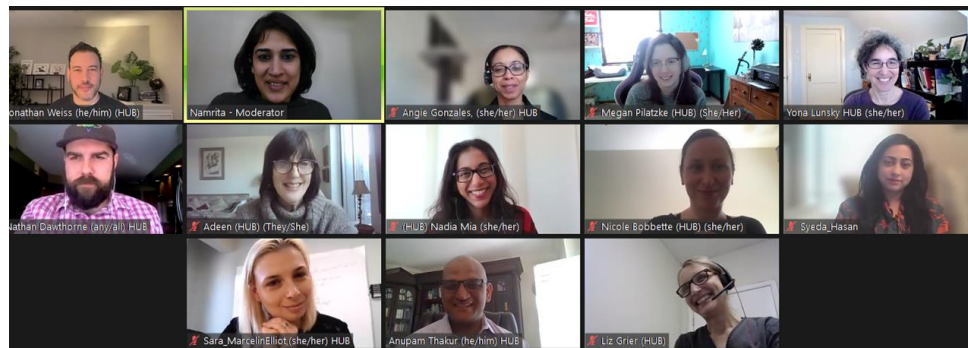 onathan Weiss (he/him) (HUB)
Namrita - Moderator
Angie Gonzales, (she/her) (HUB)
Megan Pilatzke (HUB) (She/Her)
Yona Lunsky HUB (she/her)
Nathan Dawthorne (any/all) HUB
Adeen (HUB) (They/She)
(HUB) Nadia Mia (she/her)
Nicole Bobbette (HUB) (she/her)
Syeda_Hasan
Sara_MarcelinElliot (she/her) HUB
Anupam Thakur (he/him) HUB
Liz Grier (HUB)